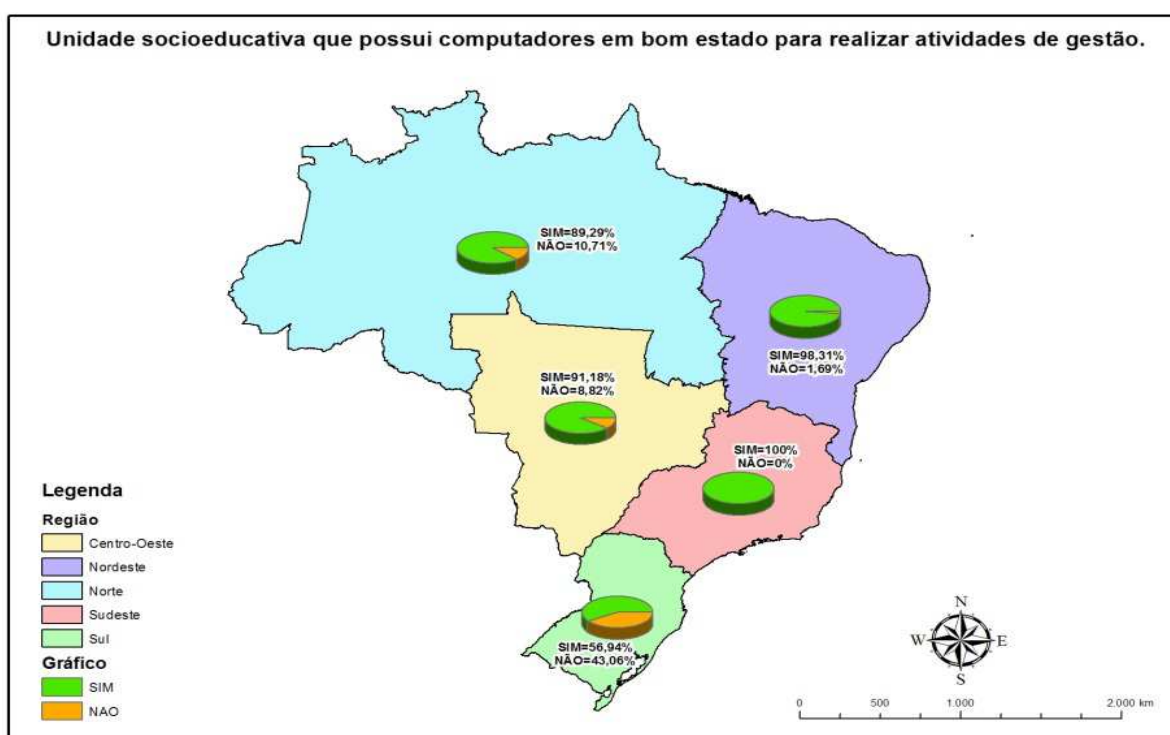 Unidade socioeducativa que possui computadores em bom estado para realizar atividades de gestão.
SIM=89,29%
NÃO=10,71%
SIM=98,31%
NÃO=1,69%
SIM=91,18%
NÃO=8,82%
SIM=100%
NÃO=0%
SIM=56,94%
NÃO=43,06%
Legenda
Região
Centro-Oeste
Nordeste
Norte
Sudeste
Sul
Gráfico
SIM
NAO
N
W
E
S
0
500
1.000
2.000 km